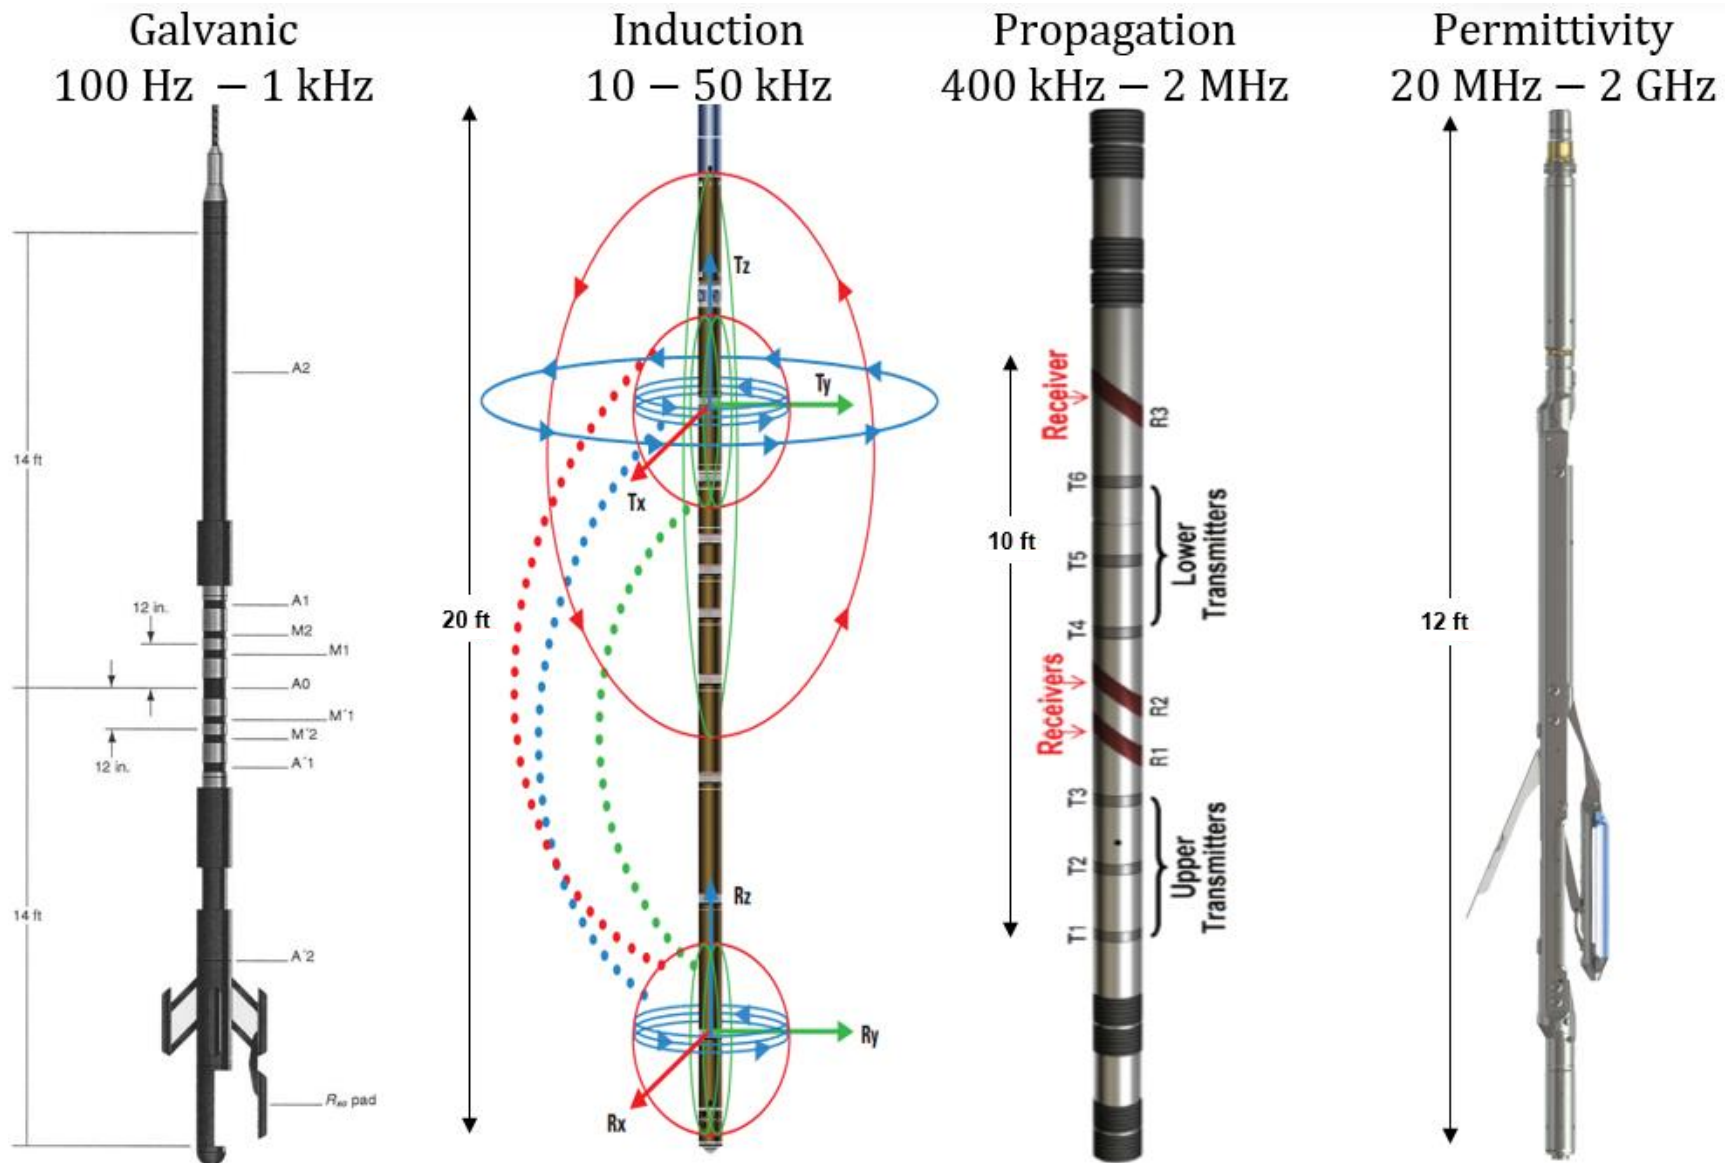 Galvanic
100 Hz – 1 kHz
Induction
10 – 50 kHz
Propagation
400 kHz – 2 MHz
Permittivity
20 MHz – 2 GHz
14 ft
A2
12 in.
A1
M2
M1
A0
M´1
M´2
A´1
12 in.
14 ft
A´2
pad
20 ft
Tz
Ty
Tx
Rz
Ry
Rx
10 ft
Receiver
R3
T6
T5
T4
Lower
Transmitters
Receivers
R2
R1
T3
T2
T1
Upper
Transmitters
12 ft